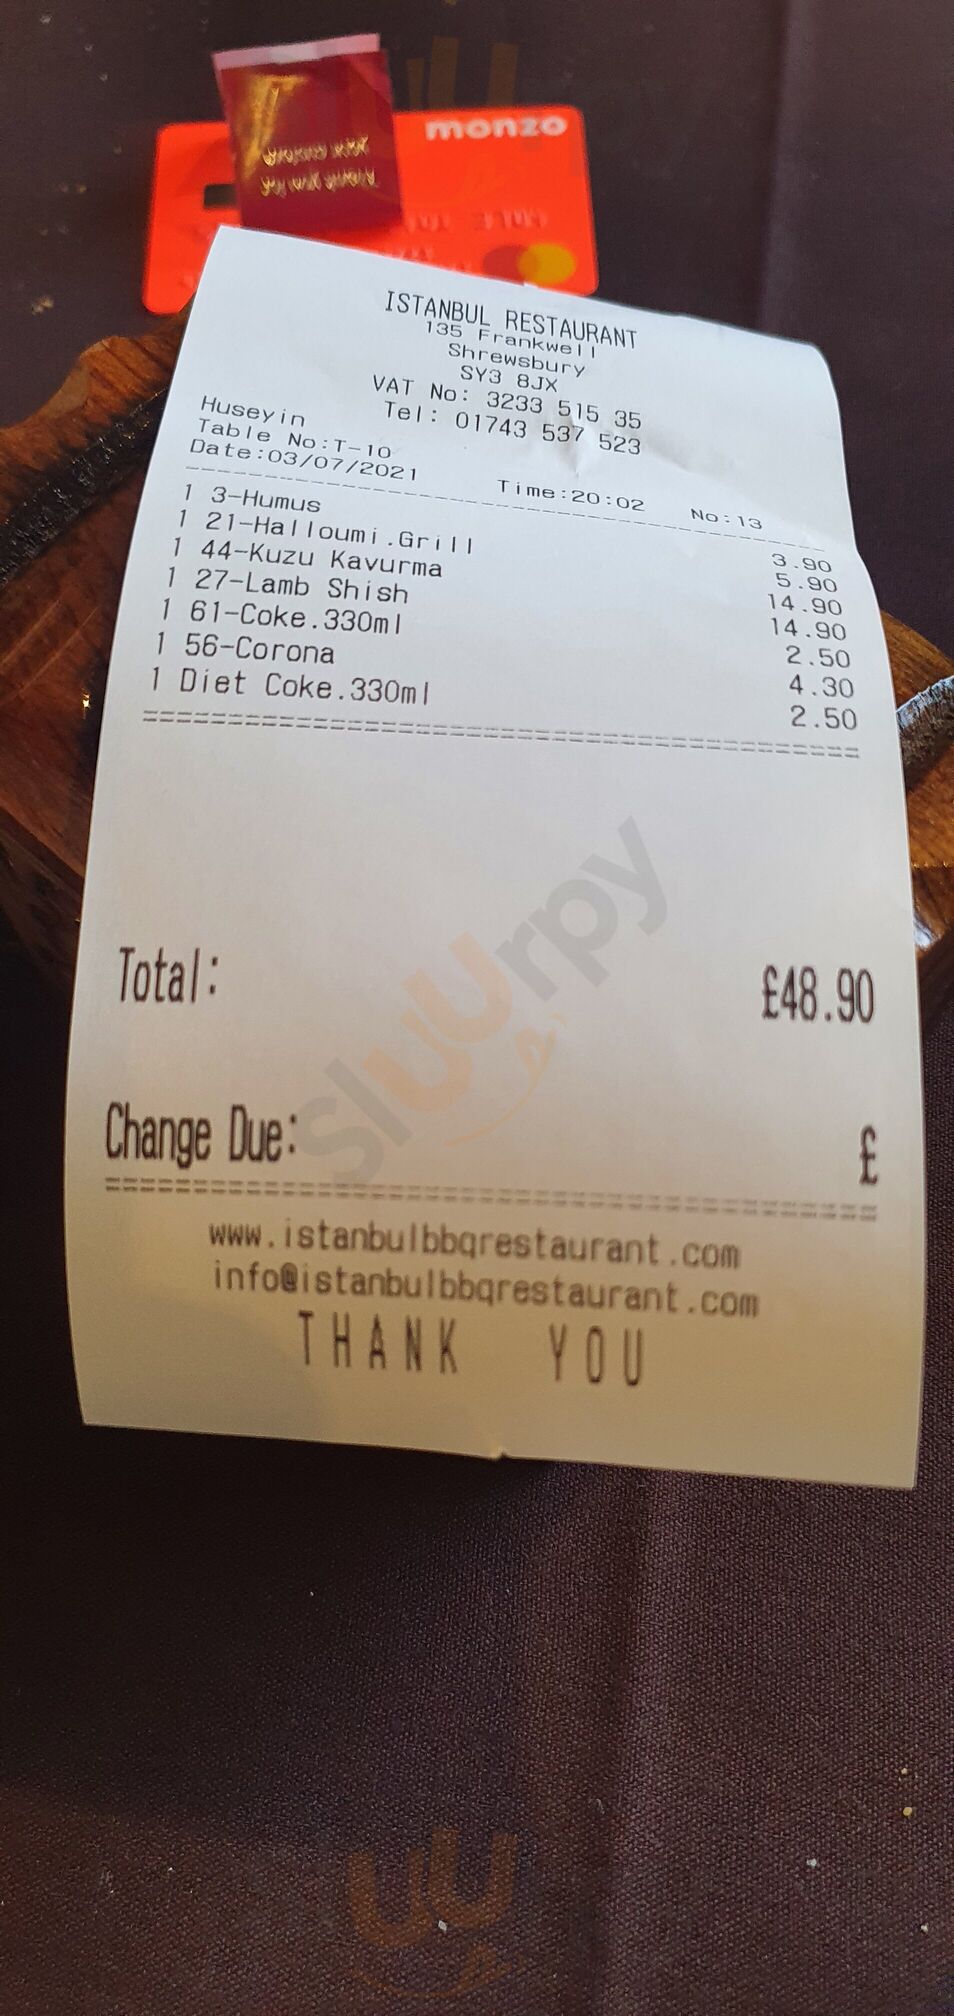 monzo
ISTANBUL RESTAURANT
135 Frankwell
Shrewsbury
SY3 8JX
VAT No: 3233 515 35
Tel: 01743 537 523
Huseyin
Table No:T-10
Date:03/07/2021 Time:20:02 No:13
1 3-Humus 3.90
1 21-Halloumi.Grill 5.90
1 44-Kuzu Kavurma 14.90
1 27-Lamb Shish 14.90
1 61-Coke.330ml 2.50
1 56-Corona 4.30
1 Diet Coke.330ml 2.50
Total: £48.90
Change Due: £
www.istanbulbbqrestaurant.com
info@istanbulbbqrestaurant.com
THANK YOU
sluurpy